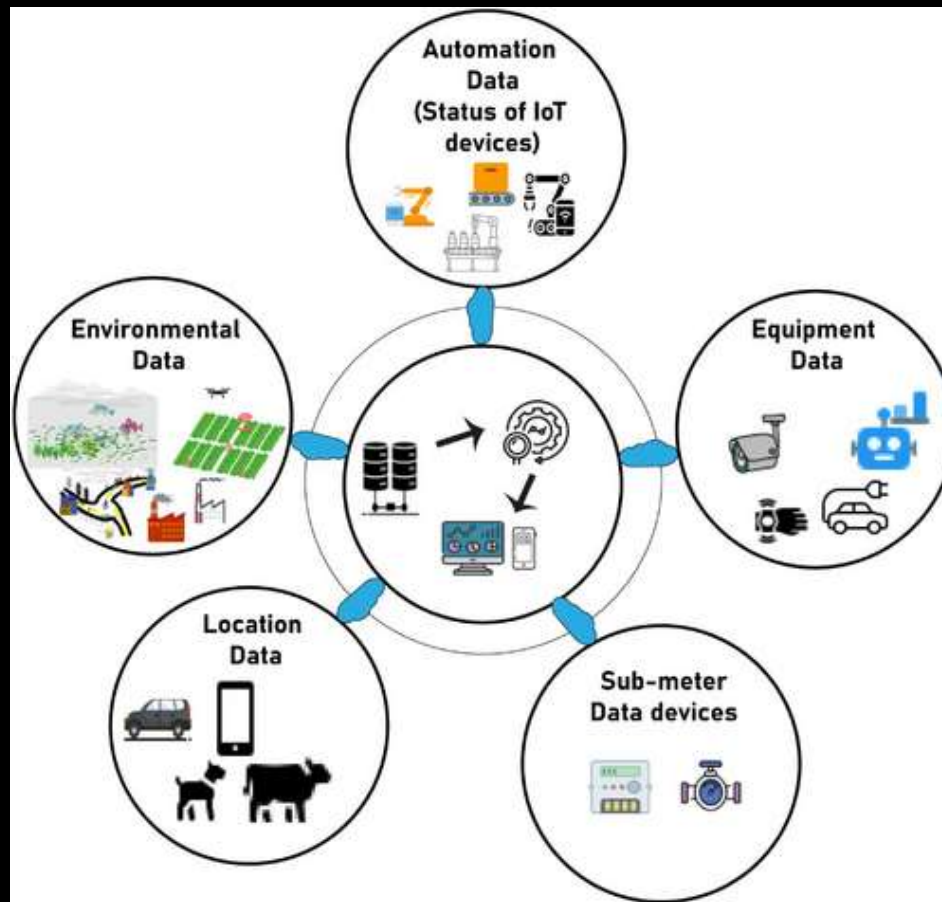 Automation
Data
(Status of IoT
devices)
Environmental
Data
Equipment
Data
Location
Data
Sub-meter
Data devices